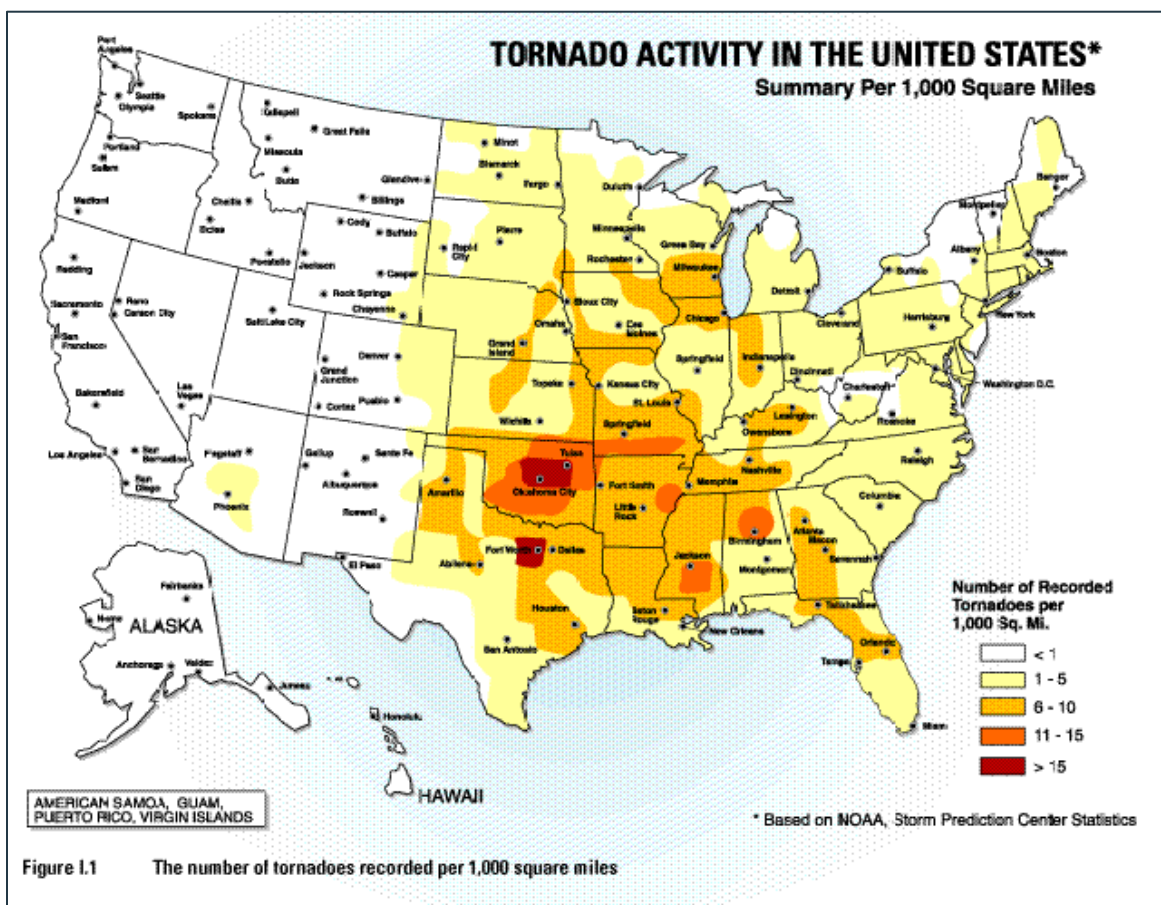 TORNADO ACTIVITY IN THE UNITED STATES*
Summary Per 1,000 Square Miles
Port Angeles
Seattle
Olympia
Spokane
Portland
Salem
Medford
Kalispell
Great Falls
Missoula
Butte
Glendive
Billings
Challis
Boise
Pocatello
Cody
Buffalo
Jackson
Casper
Rock Springs
Cheyenne
Minot
Bismarck
Fargo
Rapid City
Pierre
Duluth
Minneapolis
Rochester
Green Bay
Milwaukee
Detroit
Chicago
Redding
Sacramento
San Francisco
Bakersfield
Los Angeles
San Bernardino
San Diego
Reno
Carson City
Las Vegas
Salt Lake City
Denver
Grand Junction
Pueblo
Cortez
Flagstaff
Phoenix
Gallup
Santa Fe
Albuquerque
Roswell
El Paso
Sioux City
Omaha
Grand Island
Des Moines
Topeka
Wichita
Kansas City
St. Louis
Springfield
Springfield
Indianapolis
Cincinnati
Cleveland
Buffalo
Albany
Montpelier
Bangor
Boston
New York
Harrisburg
Washington D.C.
Charleston
Roanoke
Lexington
Owensboro
Nashville
Memphis
Raleigh
Columbia
Tulsa
Oklahoma City
Amarillo
Fort Smith
Little Rock
Fort Worth
Dallas
Abilene
Houston
San Antonio
Jackson
Baton Rouge
New Orleans
Birmingham
Montgomery
Atlanta
Macon
Savannah
Tallahassee
Orlando
Tampa
Miami
Fairbanks
Nome
ALASKA
Anchorage
Valdez
Juneau
Honolulu
HAWAII
AMERICAN SAMOA, GUAM,
PUERTO RICO, VIRGIN ISLANDS
Number of Recorded
Tornadoes per
1,000 Sq. Mi.
< 1
1 - 5
6 - 10
11 - 15
> 15
* Based on NOAA, Storm Prediction Center Statistics
Figure I.1 The number of tornadoes recorded per 1,000 square miles